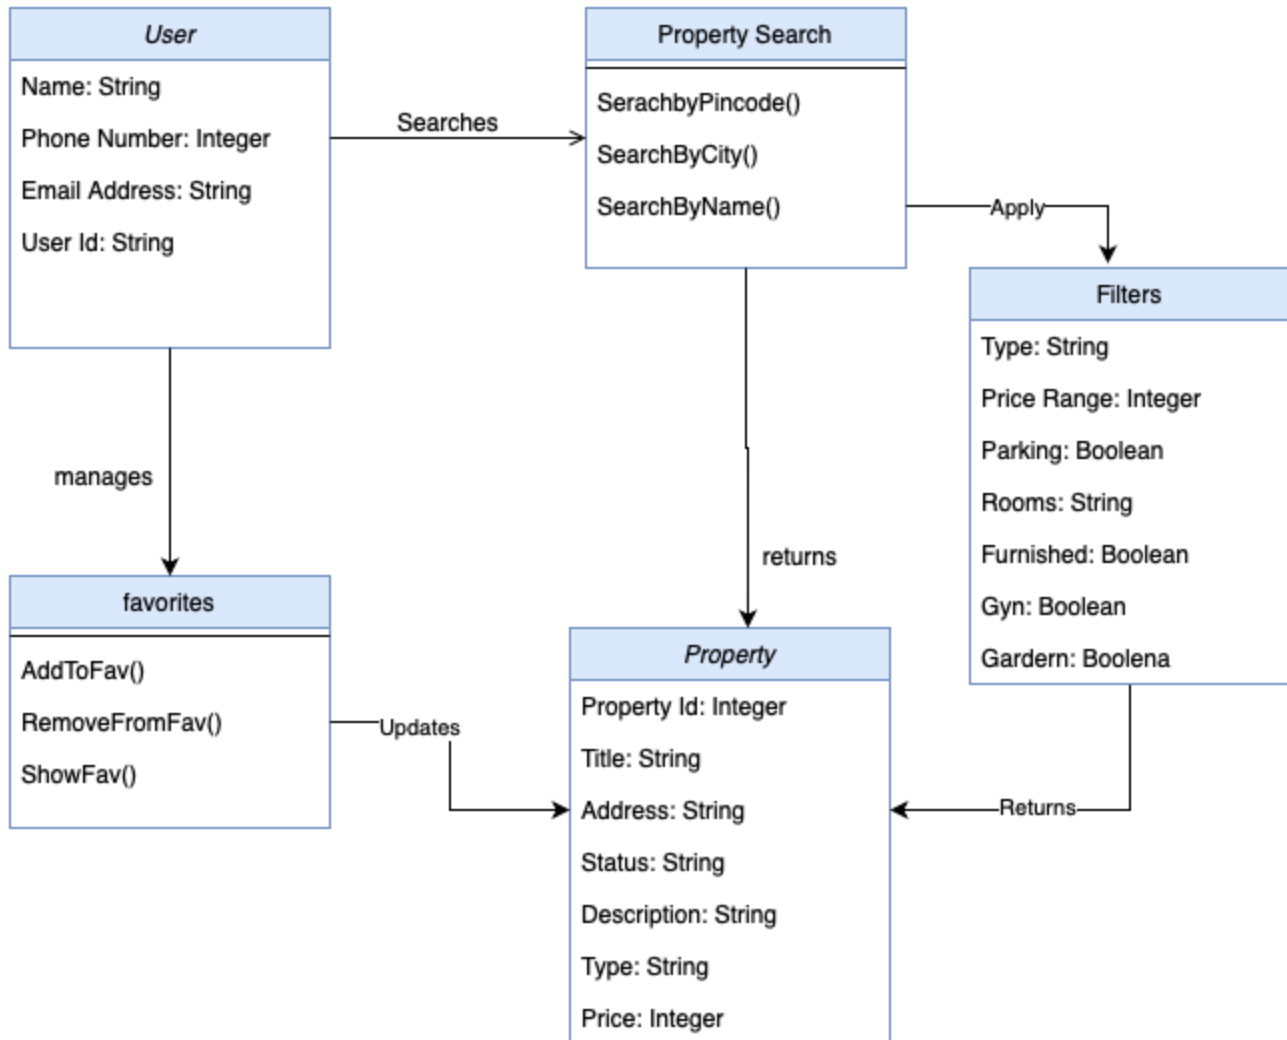 User
Name: String
Phone Number: Integer
Email Address: String
User Id: String
Searches
Property Search
SerachbyPincode()
SearchByCity()
SearchByName()
Apply
Filters
Type: String
Price Range: Integer
Parking: Boolean
Rooms: String
Furnished: Boolean
Gyn: Boolean
Gardern: Boolena
manages
returns
favorites
AddToFav()
RemoveFromFav()
ShowFav()
Updates
Property
Property Id: Integer
Title: String
Address: String
Status: String
Description: String
Type: String
Price: Integer
Returns